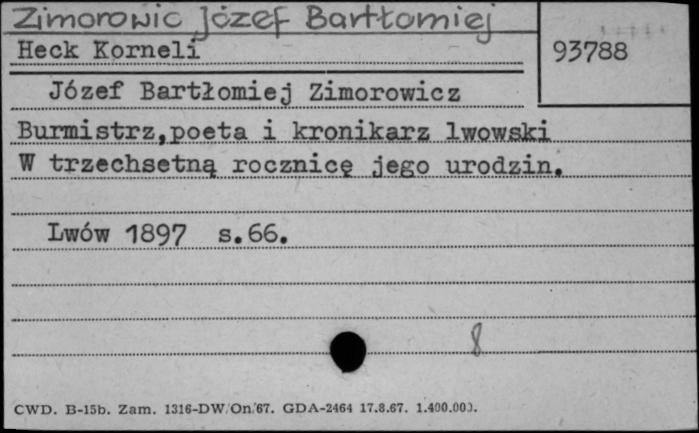 Zimorowic Józef Bartłomiej
Heck Korneli
93788
Józef Bartłomiej Zimorowicz
Burmistrz,poeta i kronikarz lwowski
W trzechsetną rocznicę jego urodzin.
Lwów 1897 s.66.
8
CWD. B-15b. Zam. 1316-DW/On/67. GDA-2464 17.8.67. 1.400.000.